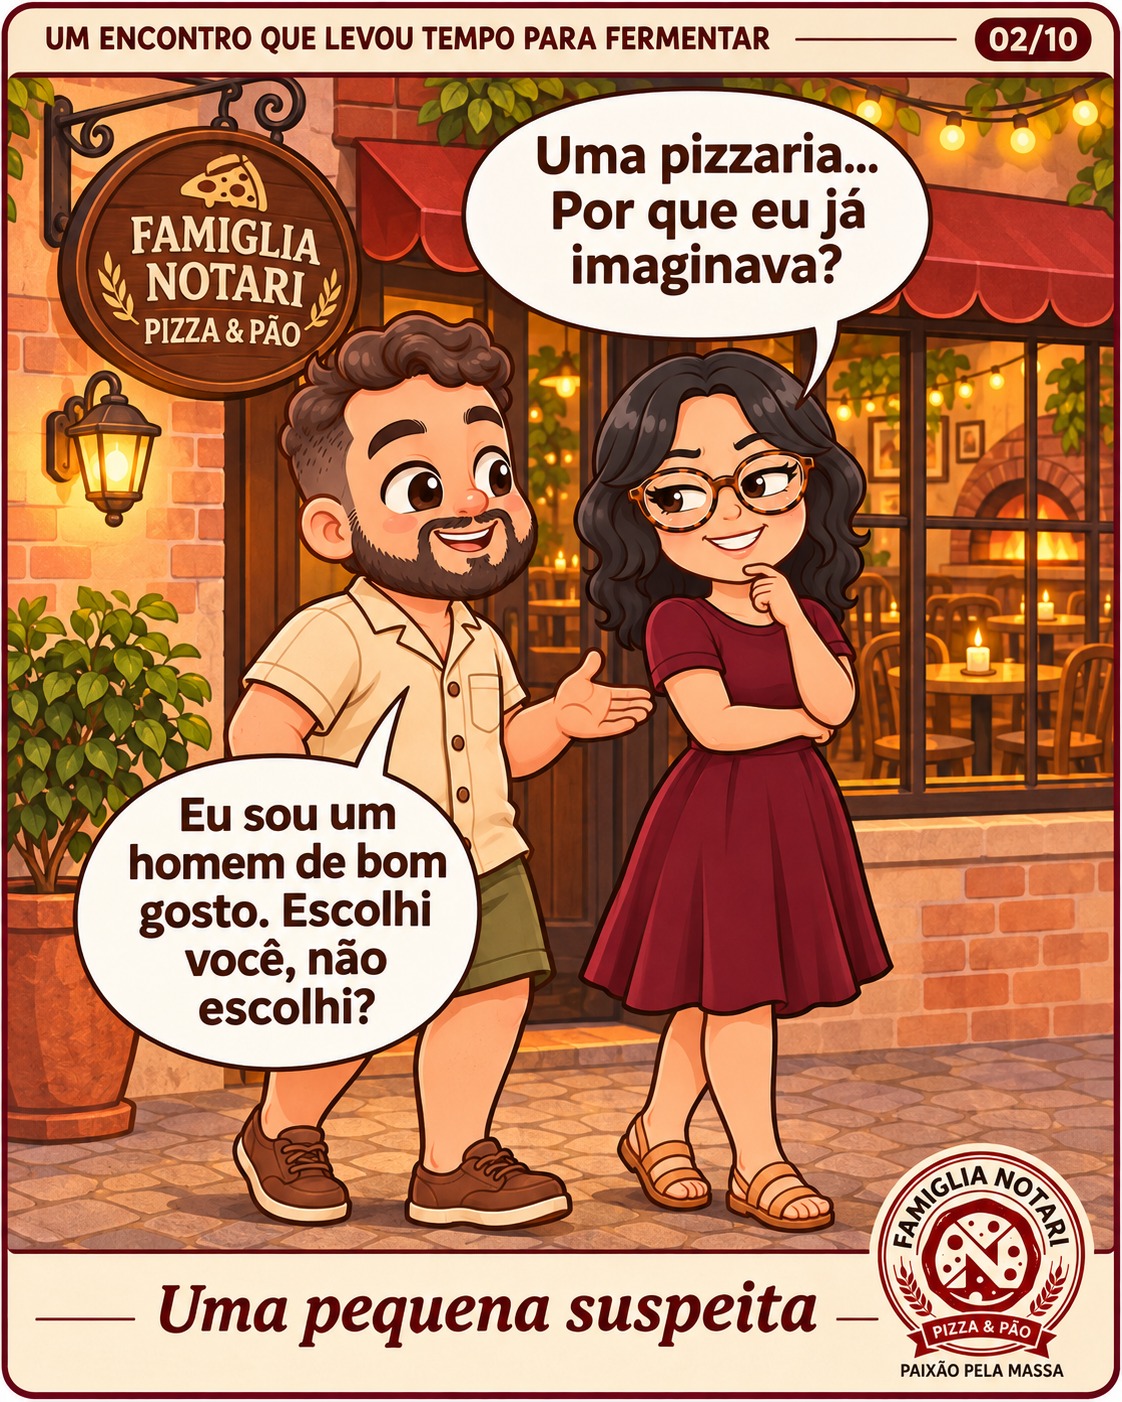 UM ENCONTRO QUE LEVOU TEMPO PARA FERMENTAR
02/10
FAMIGLIA
NOTARI
PIZZA & PÃO
Uma pizzaria...
Por que eu já
imaginava?
Eu sou um
homem de bom
gosto. Escolhi
você, não
escolhi?
Uma pequena suspeita
FAMIGLIA NOTARI
N
PIZZA & PÃO
PAIXÃO PELA MASSA